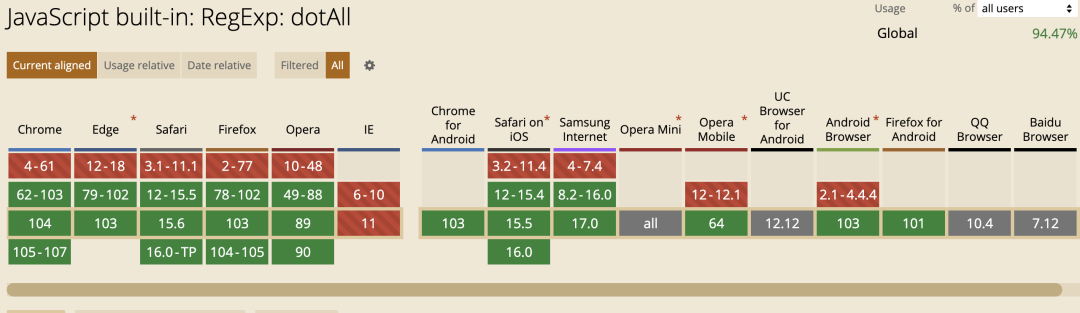 JavaScript built-in: RegExp: dotAll
Usage % of all users
Global 94.47%
Current aligned Usage relative Date relative Filtered All
Chrome Edge * Safari Firefox Opera IE Chrome for Android Safari on iOS * Samsung Internet Opera Mini * Opera Mobile * UC Browser for Android Android Browser * Firefox for Android QQ Browser Baidu Browser
4-61 12-18 3.1-11.1 2-77 10-48 3.2-11.4 4-7.4
62-103 79-102 12-15.5 78-102 49-88 6-10 12-15.4 8.2-16.0 12-12.1 2.1-4.4.4
104 103 15.6 103 89 11 103 15.5 17.0 all 64 12.12 103 101 10.4 7.12
105-107 16.0-TP 104-105 90 16.0